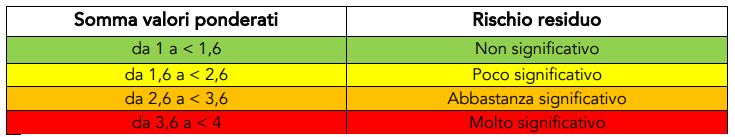 Somma valori ponderati Rischio residuo
da 1 a < 1,6 Non significativo
da 1,6 a < 2,6 Poco significativo
da 2,6 a < 3,6 Abbastanza significativo
da 3,6 a < 4 Molto significativo